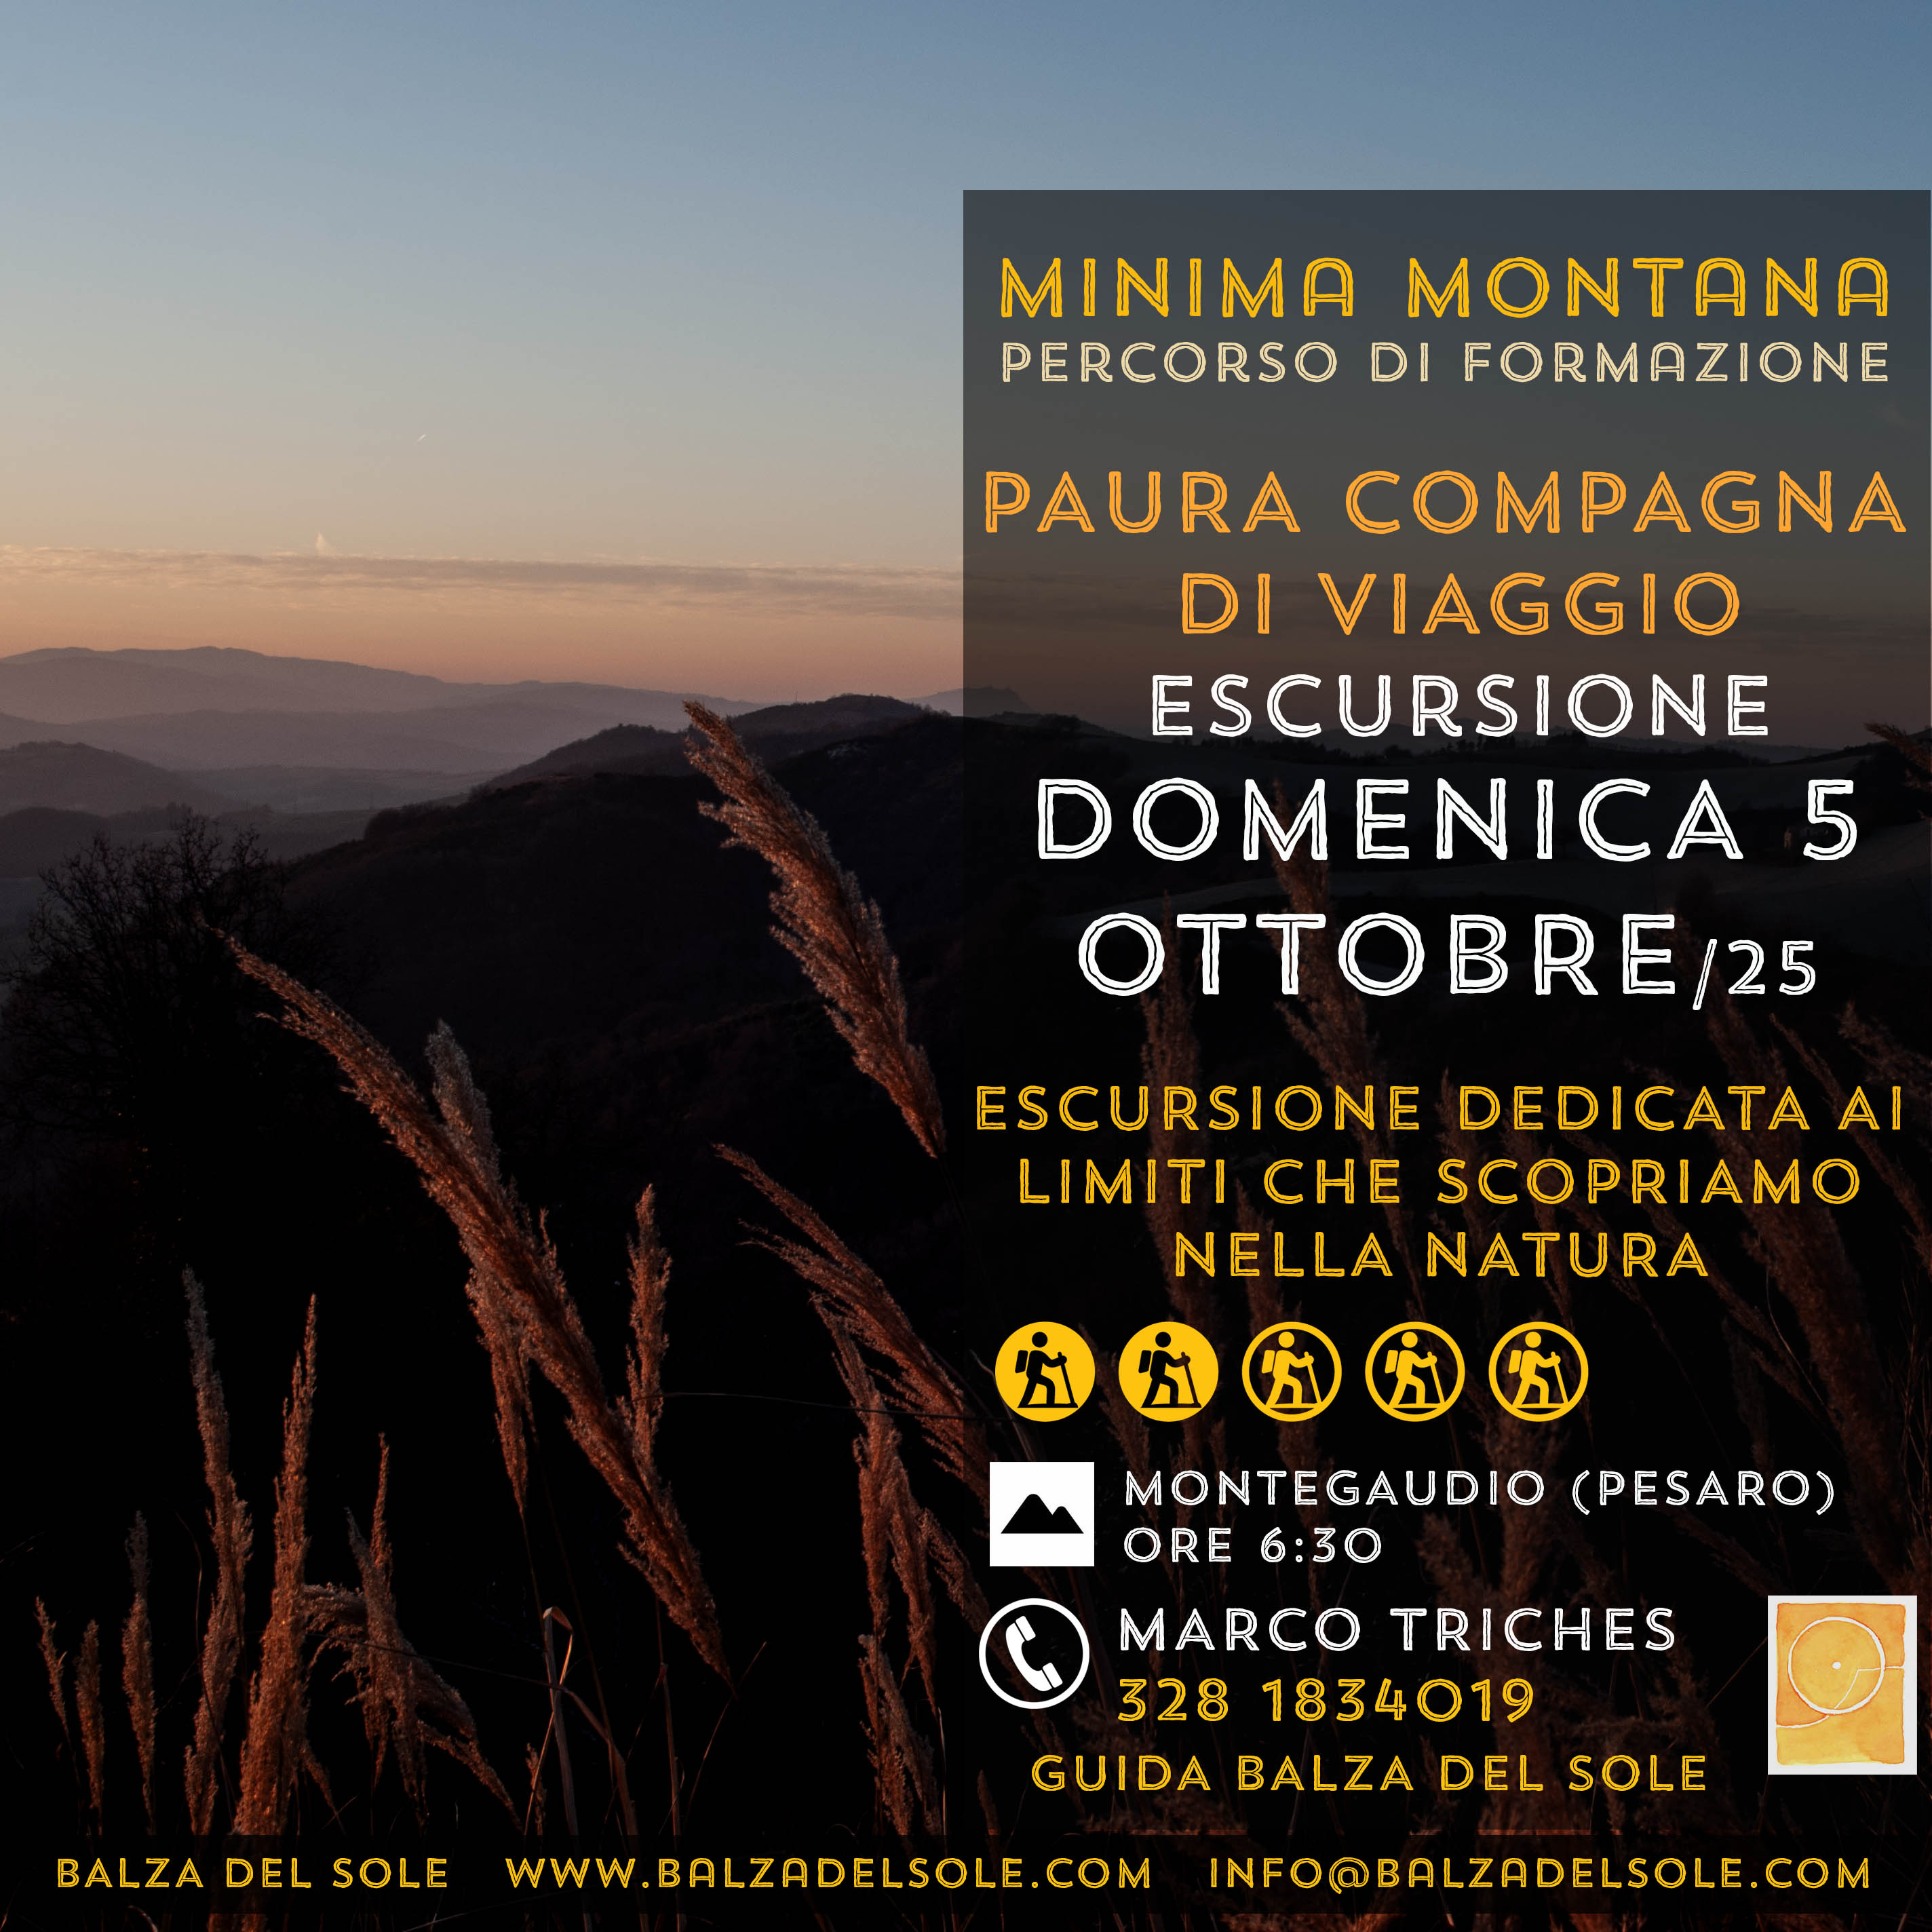 MINIMA MONTANA
PERCORSO DI FORMAZIONE
PAURA COMPAGNA
DI VIAGGIO
ESCURSIONE
DOMENICA 5
OTTOBRE/25
ESCURSIONE DEDICATA AI
LIMITI CHE SCOPRIAMO
NELLA NATURA
MONTEGAUDIO (PESARO)
ORE 6:30
MARCO TRICHES
328 1834019
GUIDA BALZA DEL SOLE
BALZA DEL SOLE WWW.BALZADELSOLE.COM INFO@BALZADELSOLE.COM